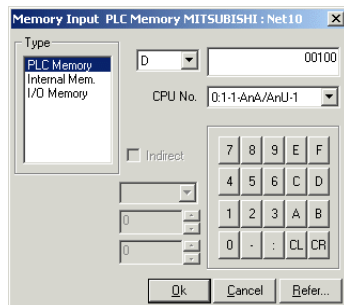 Memory Input PLC Memory MITSUBISHI : Net10
Type
PLC Memory
Internal Mem.
I/O Memory
D
00100
CPU No.
0:1-1-AnA/AnU-1
Indirect
7 8 9 E F
4 5 6 C D
1 2 3 A B
0 - : CL CR
0
0
Ok Cancel Refer...